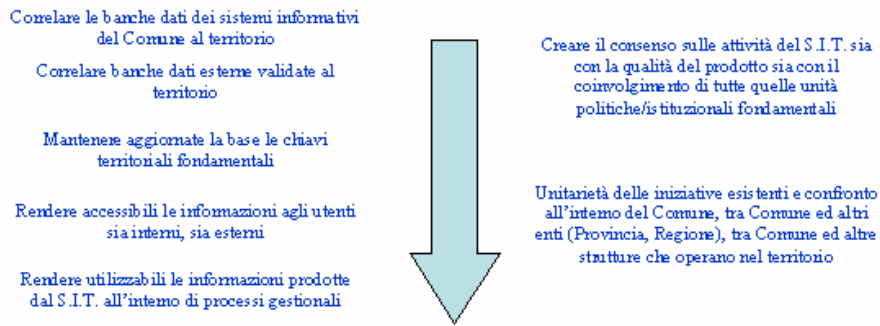 Correlare le banche dati dei sistemi informativi
del Comune al territorio
Correlare banche dati esterne validate al
territorio
Mantenere aggiornate la base le chiavi
territoriali fondamentali
Rendere accessibili le informazioni agli utenti
sia interni, sia esterni
Rendere utilizzabili le informazioni prodotte
dal S.I.T. all'interno di processi gestionali
Creare il consenso sulle attività del S.I.T. sia
con la qualità del prodotto sia con il
coinvolgimento di tutte quelle unità
politiche/istituzionali fondamentali
Unitarietà delle iniziative esistenti e confronto
all'interno del Comune, tra Comune ed altri
enti (Provincia, Regione), tra Comune ed altre
strutture che operano nel territorio